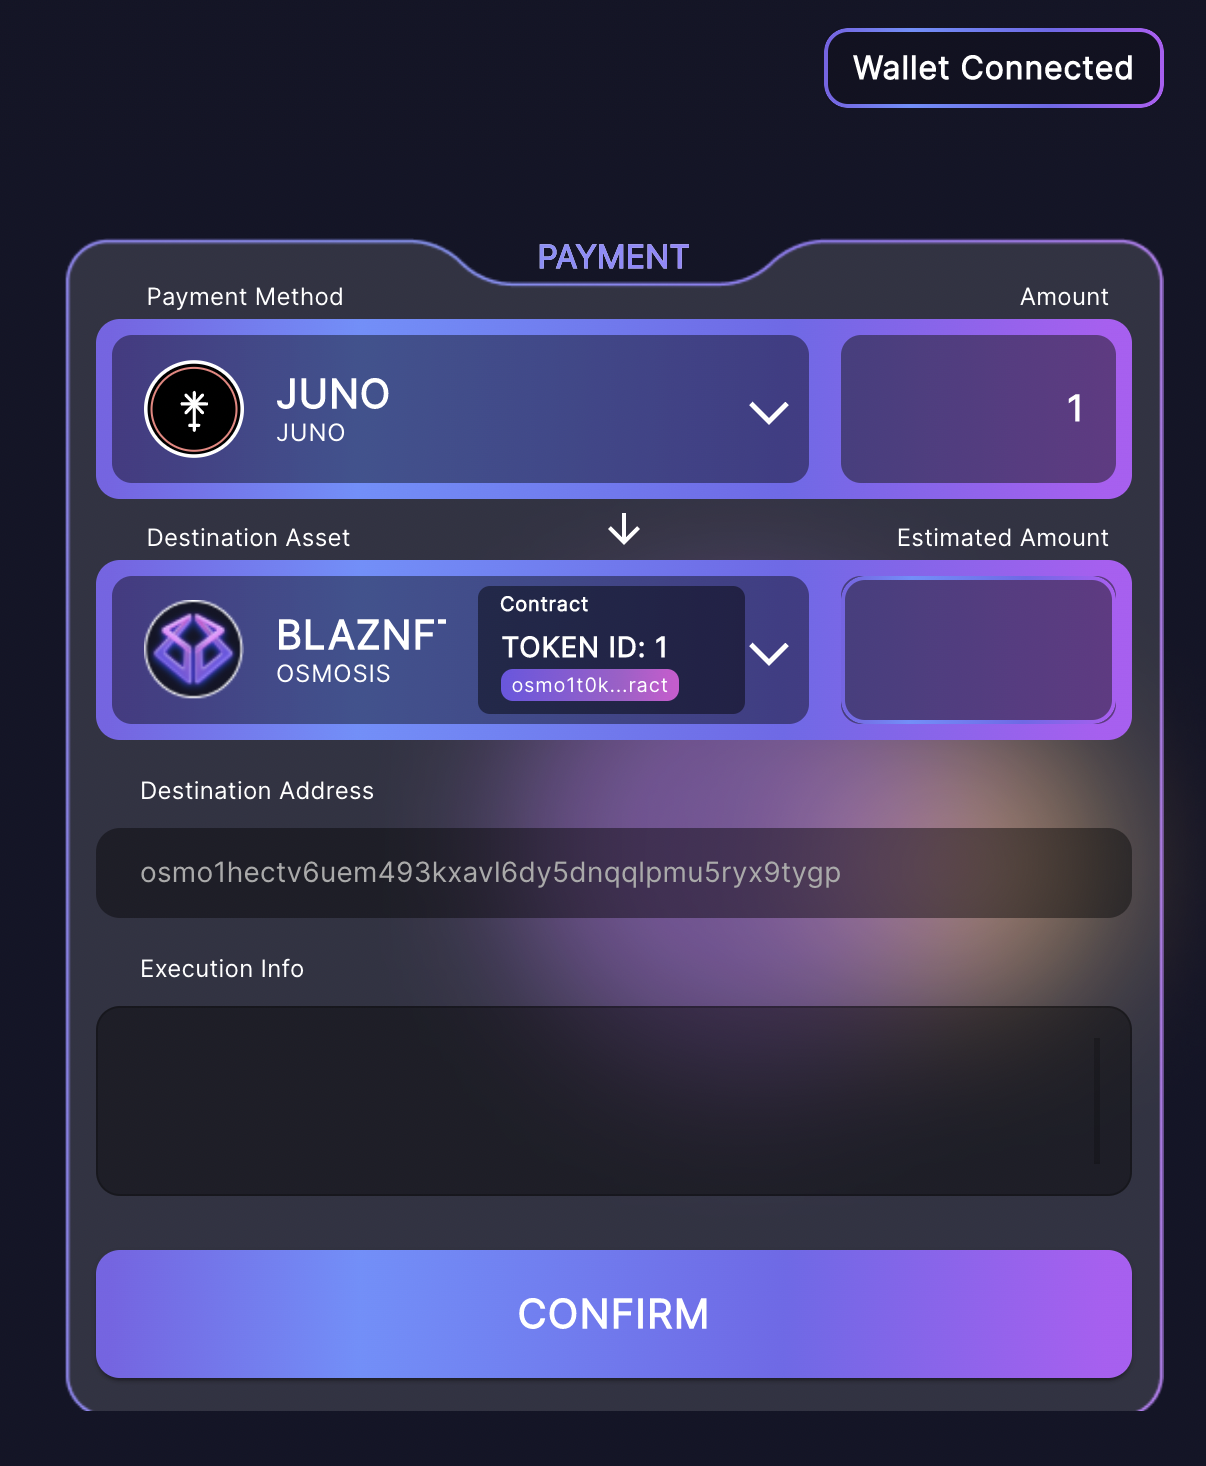 Wallet Connected
PAYMENT
Payment Method
Amount
JUNO
JUNO
1
Destination Asset
Estimated Amount
BLAZNFT
OSMOSIS
Contract
TOKEN ID: 1
osmo1t0k...ract
Destination Address
osmo1hectv6uem493kxavl6dy5dnqqlpmu5ryx9tygp
Execution Info
CONFIRM